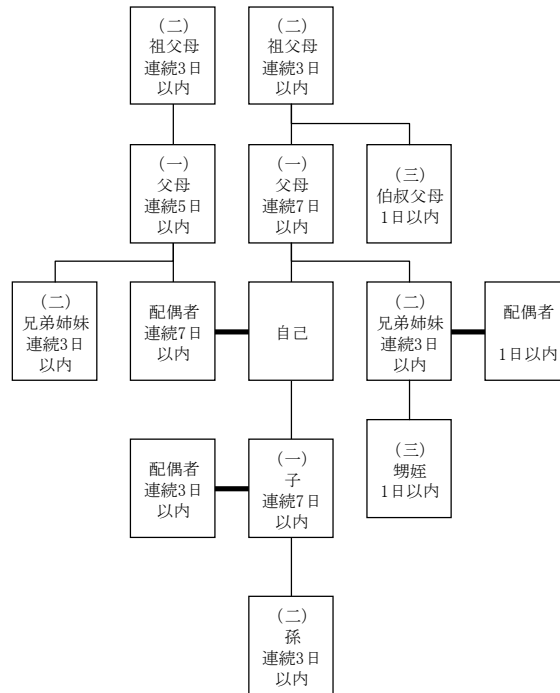 (二)
祖父母
連続3日
以内
(二)
祖父母
連続3日
以内
(一)
父母
連続5日
以内
(一)
父母
連続7日
以内
(三)
伯叔父母
1日以内
(二)
兄弟姉妹
連続3日
以内
配偶者
連続7日
以内
自己
(二)
兄弟姉妹
連続3日
以内
配偶者
1日以内
配偶者
連続3日
以内
(一)
子
連続7日
以内
(三)
甥姪
1日以内
(二)
孫
連続3日
以内